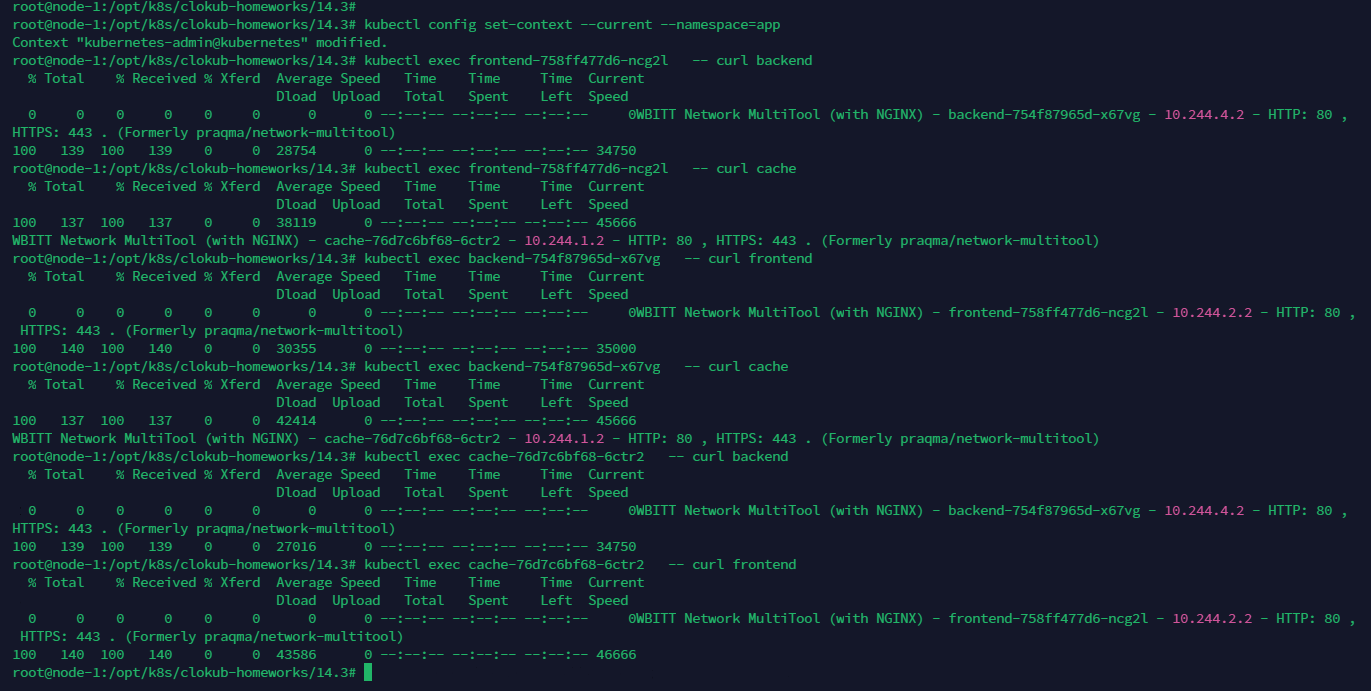 root@node-1:/opt/k8s/clokub-homeworks/14.3#
root@node-1:/opt/k8s/clokub-homeworks/14.3# kubectl config set-context --current --namespace=app
Context "kubernetes-admin@kubernetes" modified.
root@node-1:/opt/k8s/clokub-homeworks/14.3# kubectl exec frontend-758ff477d6-ncg2l   -- curl backend
  % Total    % Received % Xferd  Average Speed   Time    Time     Time  Current
                                 Dload  Upload   Total   Spent    Left  Speed
  0     0    0     0    0     0      0      0 --:--:-- --:--:-- --:--:--     0WBITT Network MultiTool (with NGINX) - backend-754f87965d-x67vg - 10.244.4.2 - HTTP: 80 ,
HTTPS: 443 . (Formerly praqma/network-multitool)
100   139  100   139    0     0  28754      0 --:--:-- --:--:-- --:--:-- 34750
root@node-1:/opt/k8s/clokub-homeworks/14.3# kubectl exec frontend-758ff477d6-ncg2l   -- curl cache
  % Total    % Received % Xferd  Average Speed   Time    Time     Time  Current
                                 Dload  Upload   Total   Spent    Left  Speed
100   137  100   137    0     0  38119      0 --:--:-- --:--:-- --:--:-- 45666
WBITT Network MultiTool (with NGINX) - cache-76d7c6bf68-6ctr2 - 10.244.1.2 - HTTP: 80 , HTTPS: 443 . (Formerly praqma/network-multitool)
root@node-1:/opt/k8s/clokub-homeworks/14.3# kubectl exec backend-754f87965d-x67vg   -- curl frontend
  % Total    % Received % Xferd  Average Speed   Time    Time     Time  Current
                                 Dload  Upload   Total   Spent    Left  Speed
  0     0    0     0    0     0      0      0 --:--:-- --:--:-- --:--:--     0WBITT Network MultiTool (with NGINX) - frontend-758ff477d6-ncg2l - 10.244.2.2 - HTTP: 80 ,
 HTTPS: 443 . (Formerly praqma/network-multitool)
100   140  100   140    0     0  30355      0 --:--:-- --:--:-- --:--:-- 35000
root@node-1:/opt/k8s/clokub-homeworks/14.3# kubectl exec backend-754f87965d-x67vg   -- curl cache
  % Total    % Received % Xferd  Average Speed   Time    Time     Time  Current
                                 Dload  Upload   Total   Spent    Left  Speed
100   137  100   137    0     0  42414      0 --:--:-- --:--:-- --:--:-- 45666
WBITT Network MultiTool (with NGINX) - cache-76d7c6bf68-6ctr2 - 10.244.1.2 - HTTP: 80 , HTTPS: 443 . (Formerly praqma/network-multitool)
root@node-1:/opt/k8s/clokub-homeworks/14.3# kubectl exec cache-76d7c6bf68-6ctr2   -- curl backend
  % Total    % Received % Xferd  Average Speed   Time    Time     Time  Current
                                 Dload  Upload   Total   Spent    Left  Speed
  0     0    0     0    0     0      0      0 --:--:-- --:--:-- --:--:--     0WBITT Network MultiTool (with NGINX) - backend-754f87965d-x67vg - 10.244.4.2 - HTTP: 80 ,
HTTPS: 443 . (Formerly praqma/network-multitool)
100   139  100   139    0     0  27016      0 --:--:-- --:--:-- --:--:-- 34750
root@node-1:/opt/k8s/clokub-homeworks/14.3# kubectl exec cache-76d7c6bf68-6ctr2   -- curl frontend
  % Total    % Received % Xferd  Average Speed   Time    Time     Time  Current
                                 Dload  Upload   Total   Spent    Left  Speed
  0     0    0     0    0     0      0      0 --:--:-- --:--:-- --:--:--     0WBITT Network MultiTool (with NGINX) - frontend-758ff477d6-ncg2l - 10.244.2.2 - HTTP: 80 ,
 HTTPS: 443 . (Formerly praqma/network-multitool)
100   140  100   140    0     0  43586      0 --:--:-- --:--:-- --:--:-- 46666
root@node-1:/opt/k8s/clokub-homeworks/14.3#